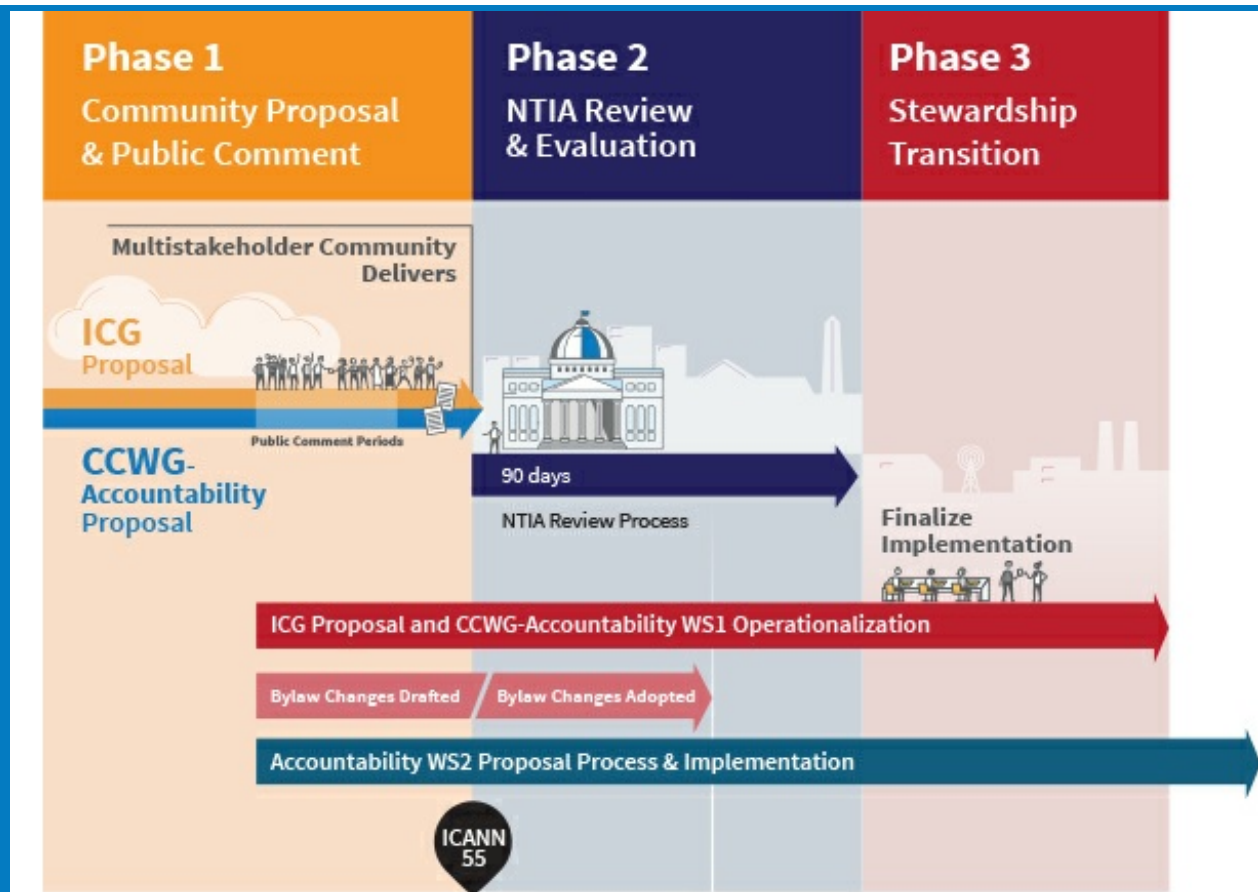 Phase 1
Community Proposal
& Public Comment
Phase 2
NTIA Review
& Evaluation
Phase 3
Stewardship
Transition
Multistakeholder Community
Delivers
ICG
Proposal
Public Comment Periods
CCWG-
Accountability
Proposal
90 days
NTIA Review Process
Finalize
Implementation
ICG Proposal and CCWG-Accountability WS1 Operationalization
Bylaw Changes Drafted
Bylaw Changes Adopted
Accountability WS2 Proposal Process & Implementation
ICANN
55